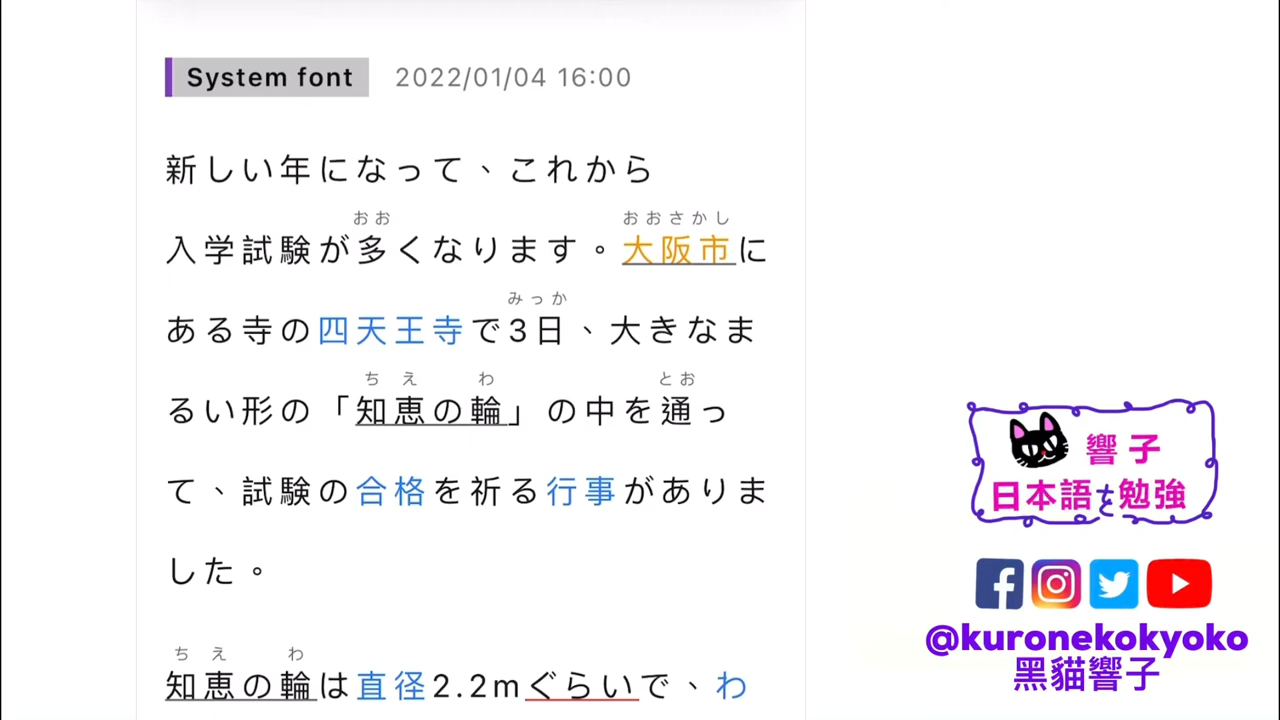 System font 2022/01/04 16:00
新しい年になって、これから
おお おおさかし
入学試験が多くなります。大阪市に
みっか
ある寺の四天王寺で3日、大きなま
ちえ わ とお
るい形の「知恵の輪」の中を通っ
て、試験の合格を祈る行事がありま
した。
ちえ わ
知恵の輪は直径2.2mぐらいで、わ
響子
日本語を勉強
@kuronekokyoko
黑貓響子